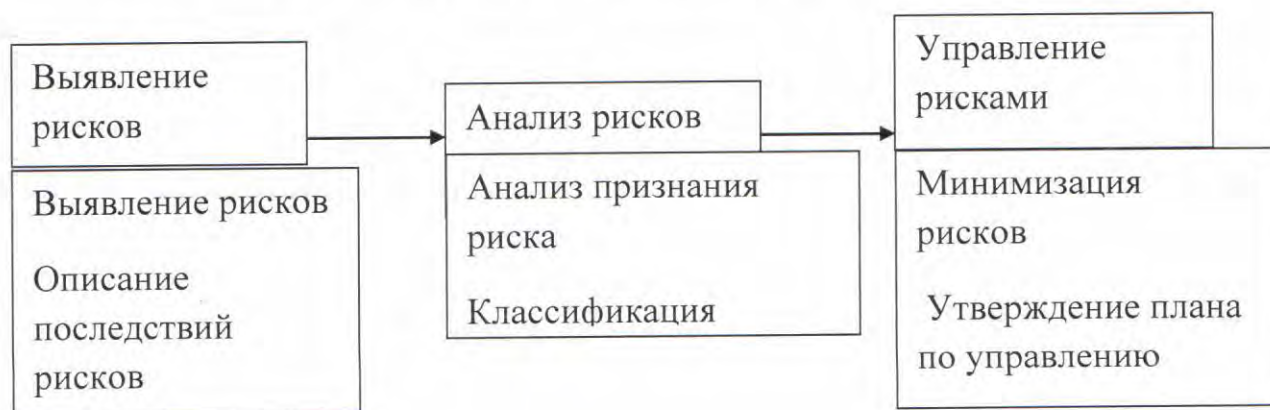 Выявление
рисков
Выявление рисков
Описание
последствий
рисков
Анализ рисков
Анализ признания
риска
Классификация
Управление
рисками
Минимизация
рисков
Утверждение плана
по управлению